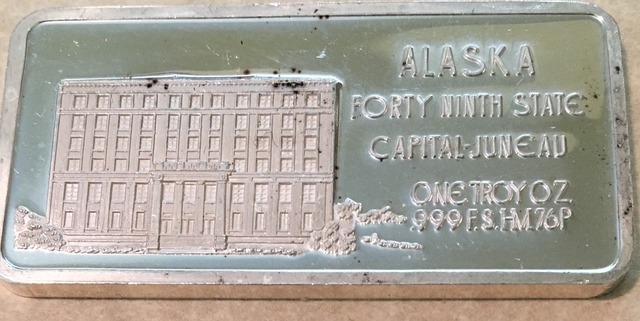 ALASKA
FORTY NINTH STATE
CAPITAL-JUNEAU
ONE TROY OZ.
.999 F.S. HM.76P